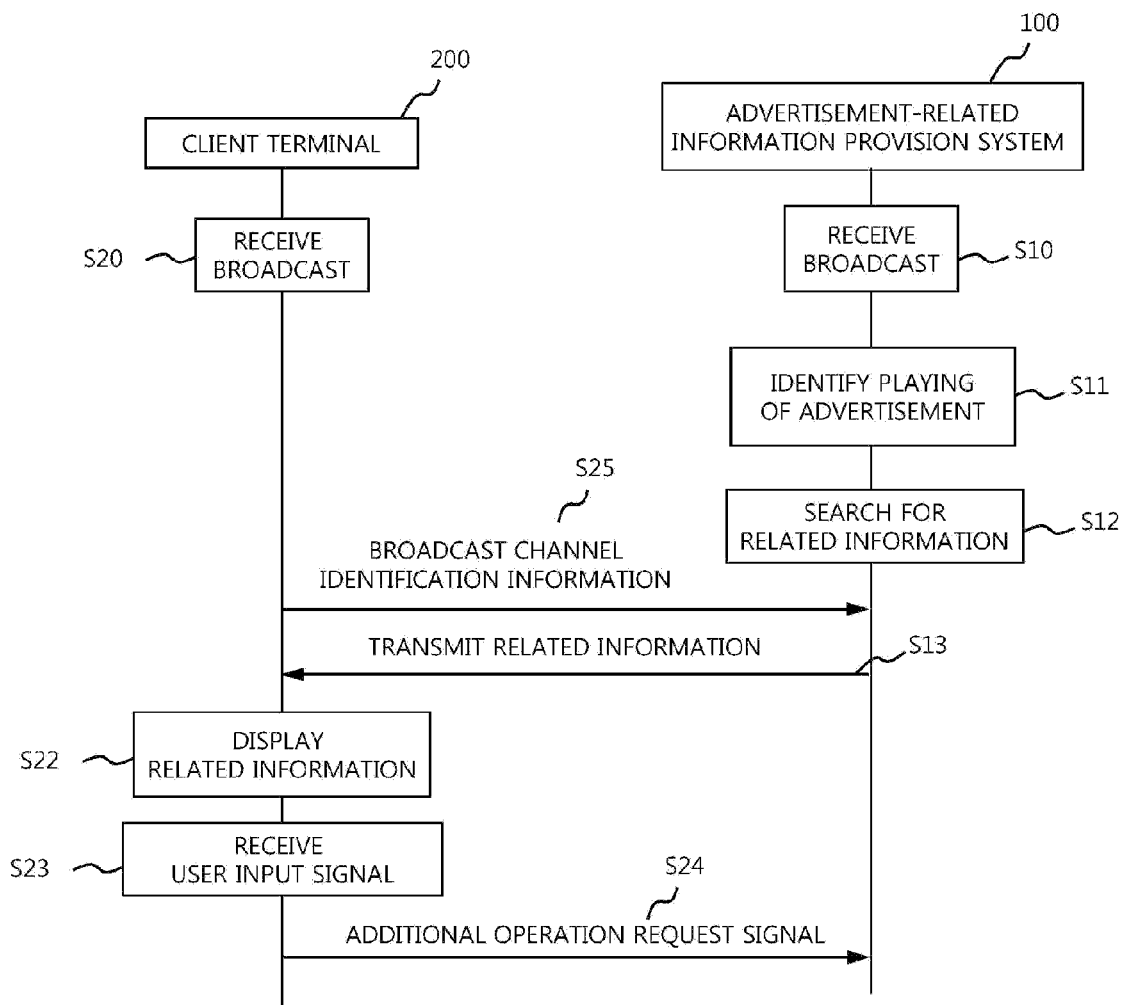 100
200
ADVERTISEMENT-RELATED
INFORMATION PROVISION SYSTEM
CLIENT TERMINAL
S20
RECEIVE
BROADCAST
RECEIVE
BROADCAST
S10
IDENTIFY PLAYING
OF ADVERTISEMENT
S11
S25
SEARCH FOR
RELATED INFORMATION
S12
BROADCAST CHANNEL
IDENTIFICATION INFORMATION
TRANSMIT RELATED INFORMATION
S13
S22
DISPLAY
RELATED INFORMATION
S23
RECEIVE
USER INPUT SIGNAL
S24
ADDITIONAL OPERATION REQUEST SIGNAL